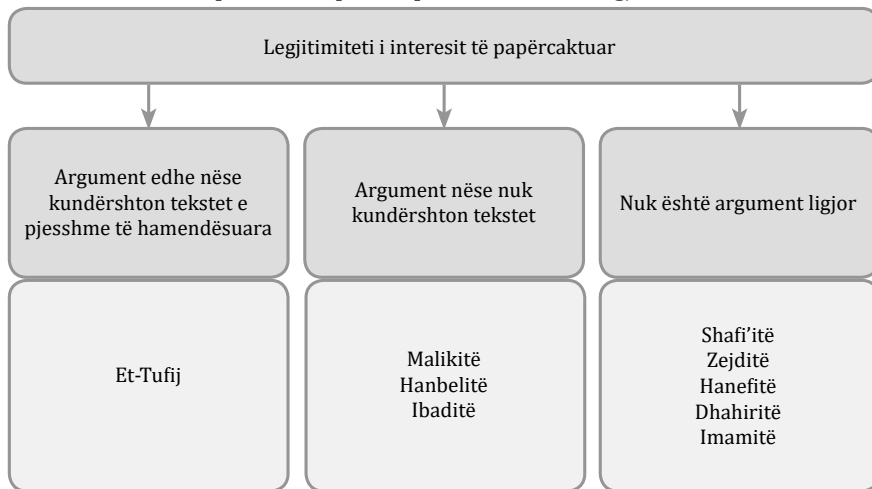 Legjitimiteti i interesit të papërcaktuar
Argument edhe nëse
kundërshton tekstet e
pjesshme të hamendësuara
Argument nëse nuk
kundërshton tekstet
Nuk është argument ligjor
Et-Tufij
Malikitë
Hanbelitë
Ibaditë
Shafi’itë
Zejditë
Hanefitë
Dhahiritë
Imamitë